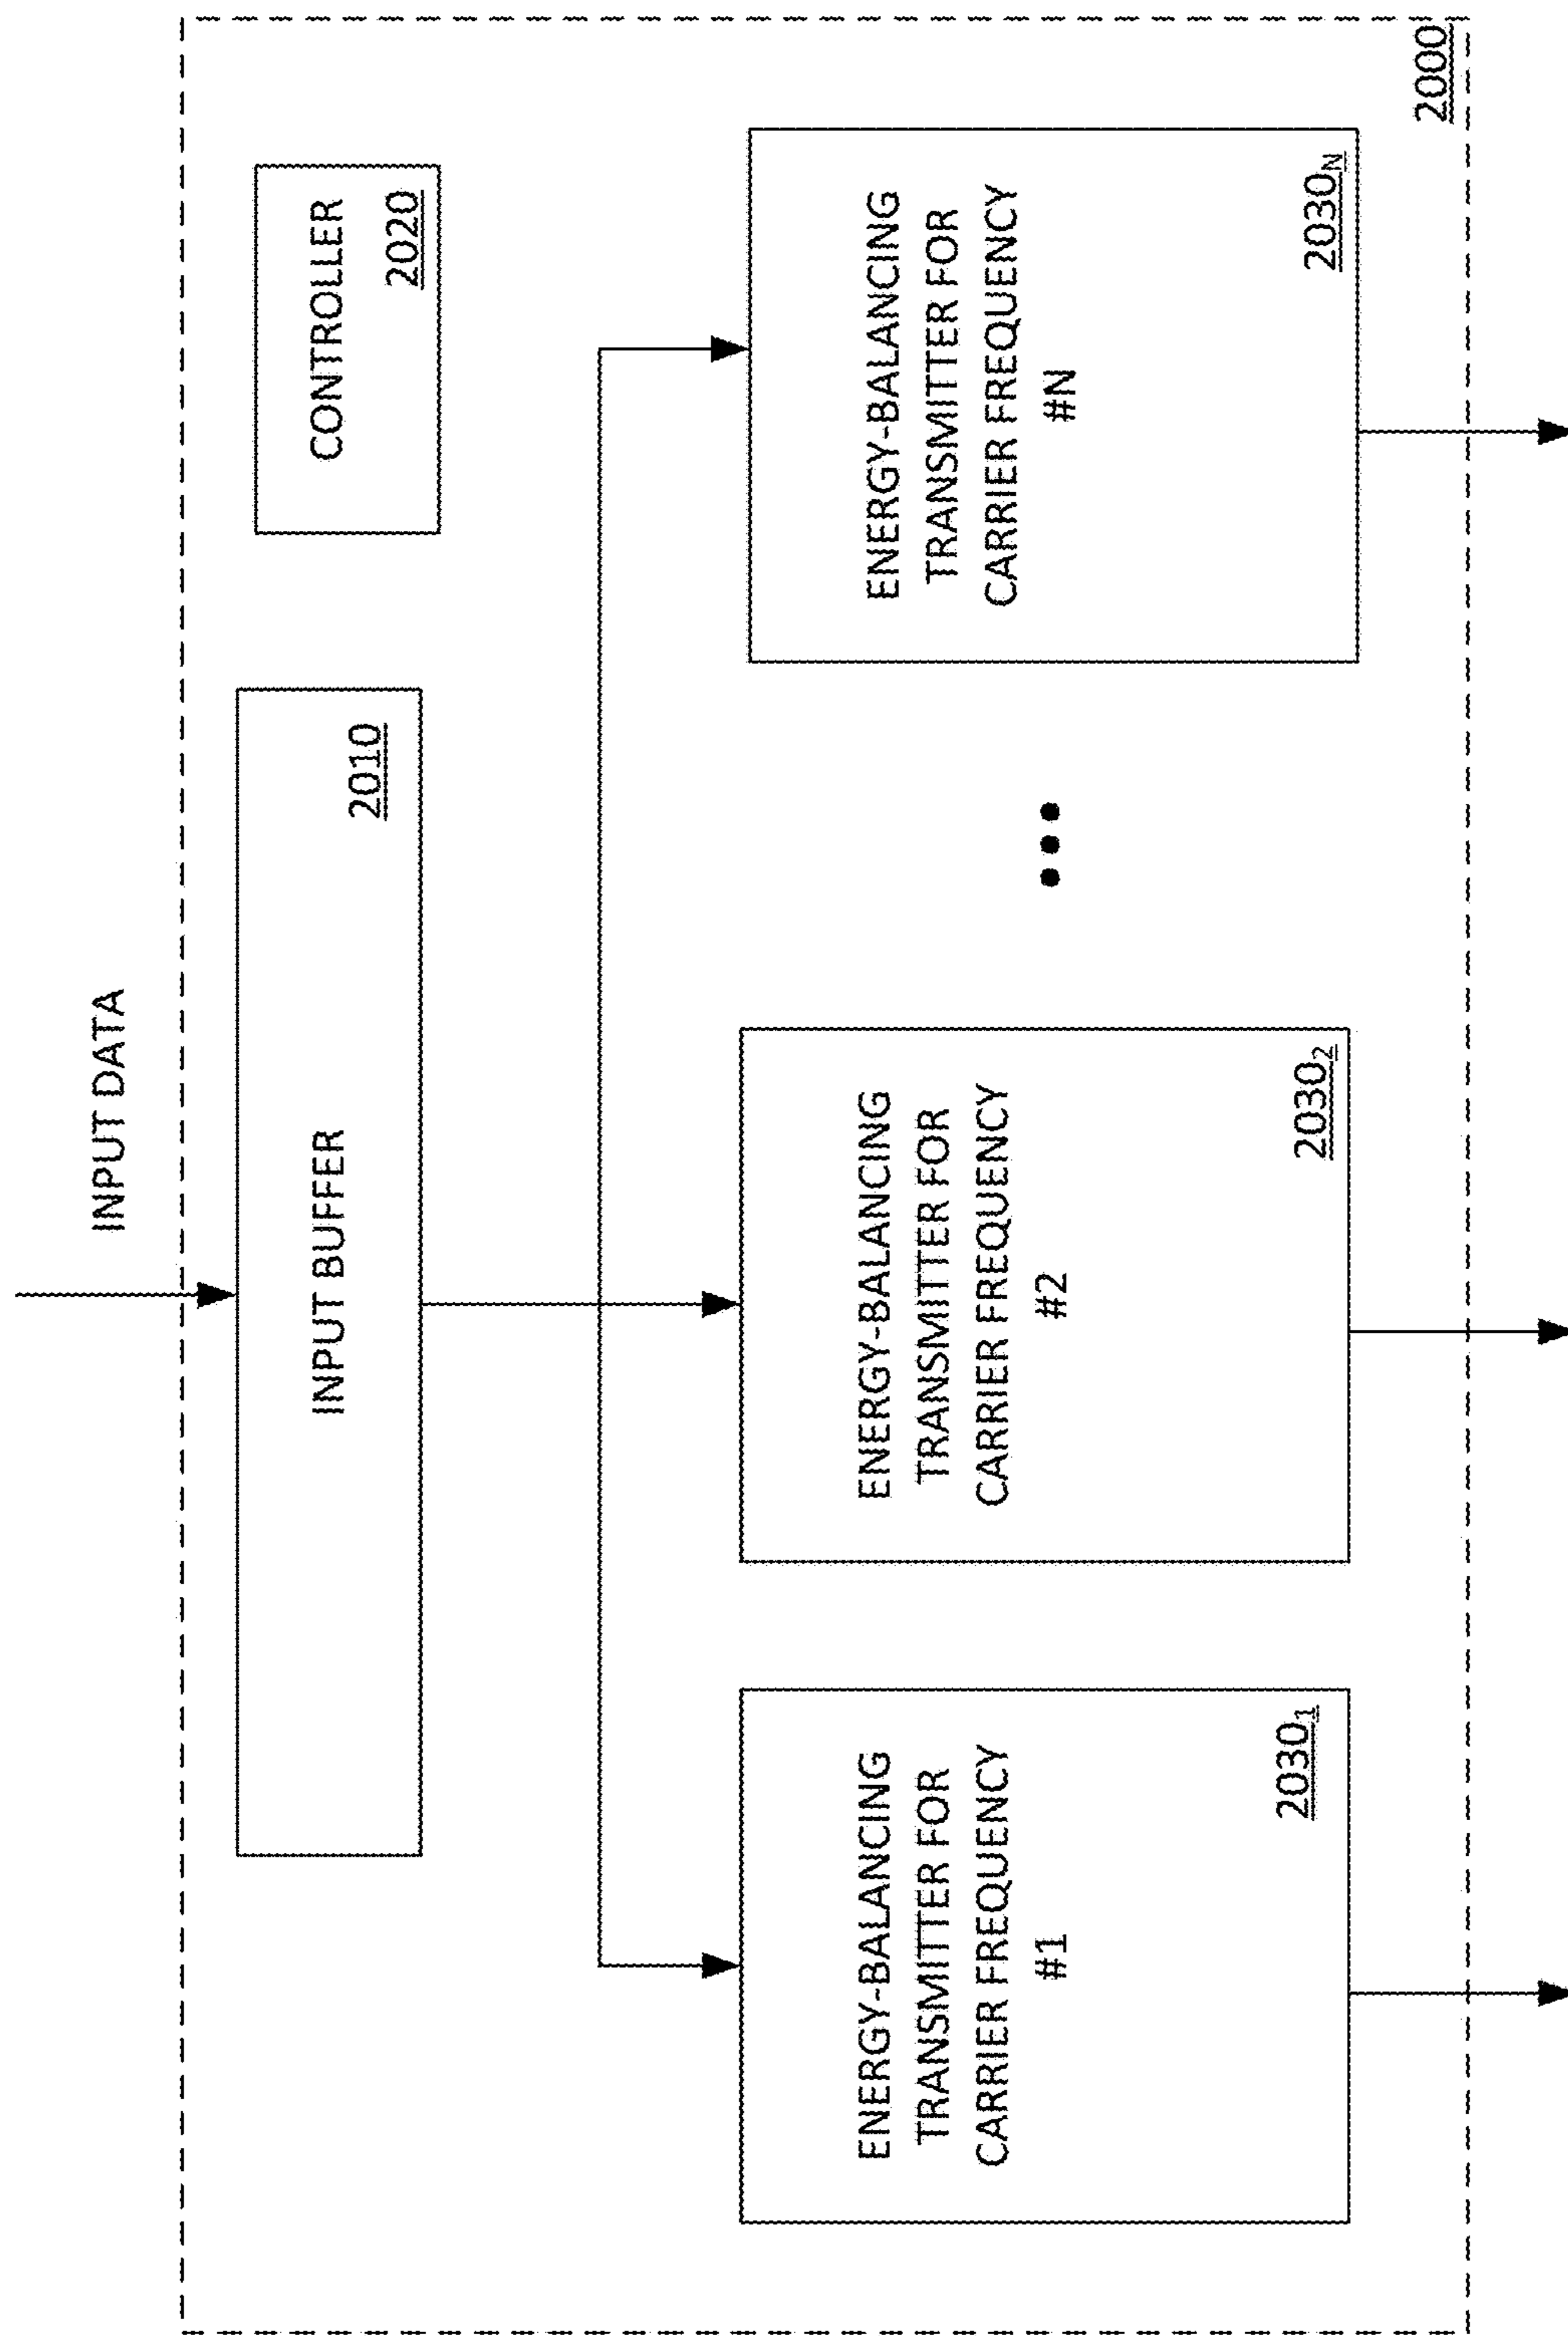 INPUT DATA
INPUT BUFFER
2010
CONTROLLER
2020
ENERGY-BALANCING
TRANSMITTER FOR
CARRIER FREQUENCY
#1
2030₁
ENERGY-BALANCING
TRANSMITTER FOR
CARRIER FREQUENCY
#2
2030₂
•••
ENERGY-BALANCING
TRANSMITTER FOR
CARRIER FREQUENCY
#N
2030N
2000